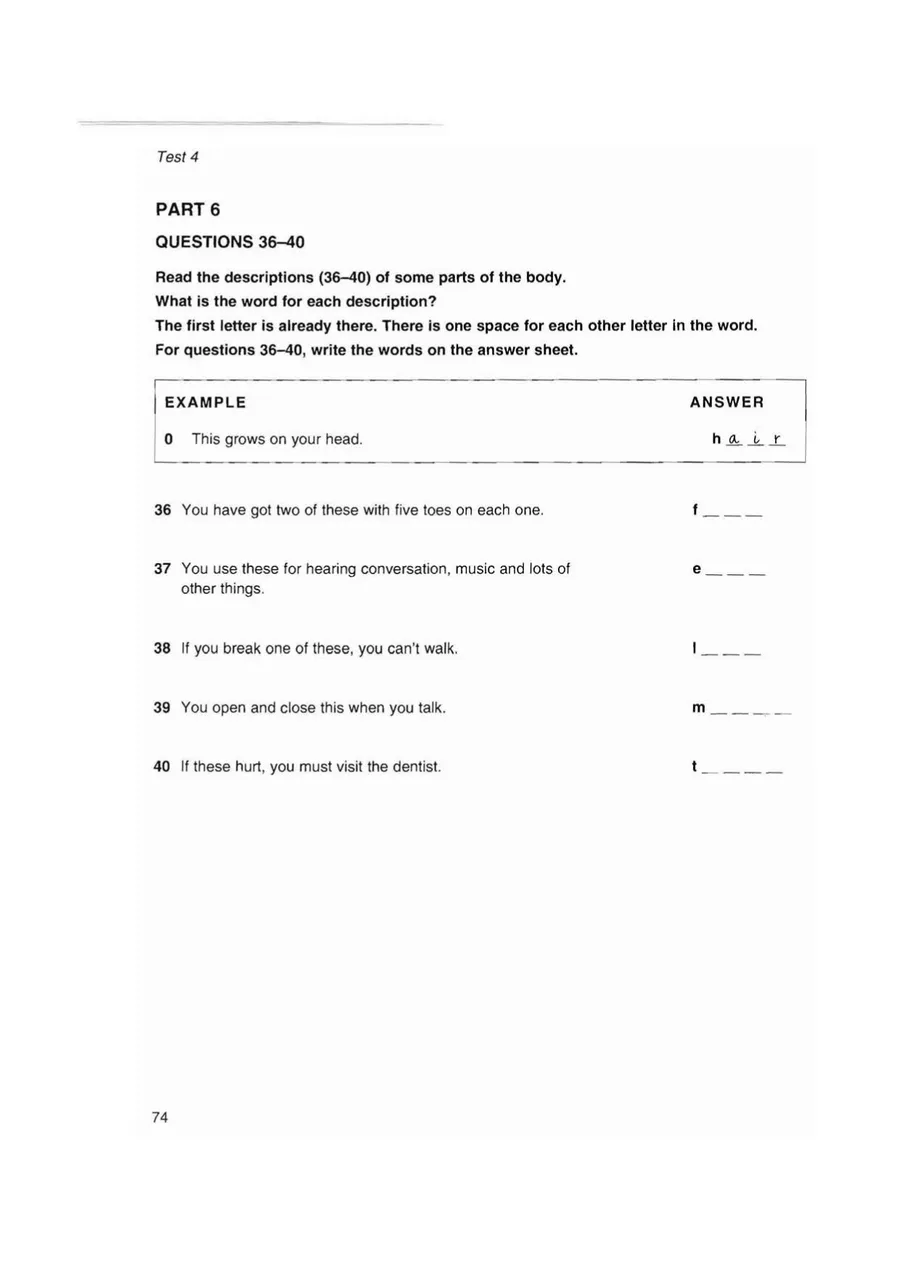 Test 4
PART 6
QUESTIONS 36–40
Read the descriptions (36–40) of some parts of the body.
What is the word for each description?
The first letter is already there. There is one space for each other letter in the word.
For questions 36–40, write the words on the answer sheet.
EXAMPLE ANSWER
0 This grows on your head. h a i r
36 You have got two of these with five toes on each one. f _ _ _
37 You use these for hearing conversation, music and lots of e _ _ _
other things.
38 If you break one of these, you can't walk. l _ _ _
39 You open and close this when you talk. m _ _ _ _
40 If these hurt, you must visit the dentist. t _ _ _ _
74